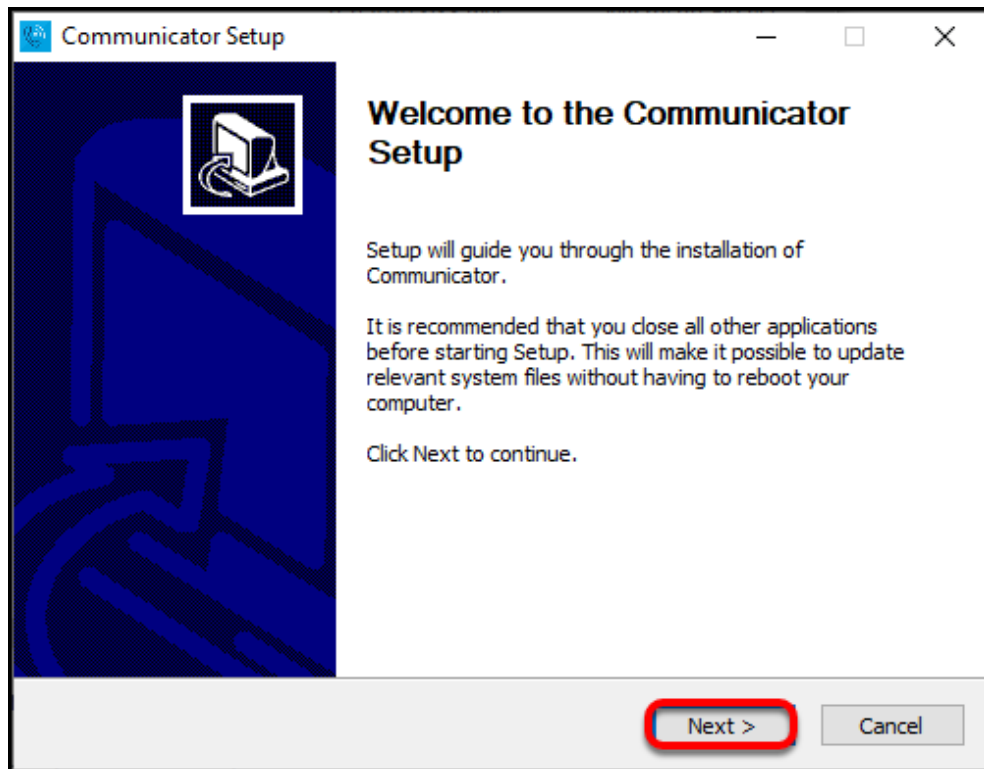 Communicator Setup
Welcome to the Communicator
Setup
Setup will guide you through the installation of
Communicator.
It is recommended that you close all other applications
before starting Setup. This will make it possible to update
relevant system files without having to reboot your
computer.
Click Next to continue.
Next >
Cancel